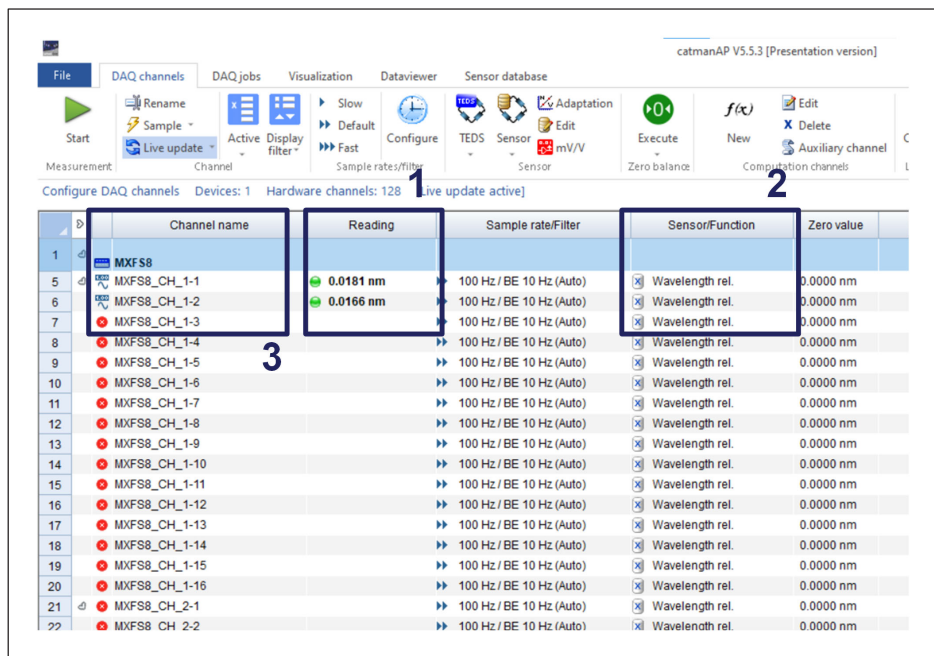 catmanAP V5.5.3 [Presentation version]
File DAQ channels DAQ jobs Visualization Dataviewer Sensor database
Start
Measurement
Rename
Sample
Live update
Active Display filter
Channel
Slow
Default
Fast
Configure
Sample rates/filter
TEDS
TEDS Sensor
Adaptation
Edit
mV/V
Sensor
Execute
Zero balance
f(x)
New
Edit
Delete
Auxiliary channel
Computation channels
Configure DAQ channels Devices: 1 Hardware channels: 128 Live update active]
1
2
3
Channel name Reading Sample rate/Filter Sensor/Function Zero value
1 MXFS8
5 MXFS8_CH_1-1 0.0181 nm 100 Hz / BE 10 Hz (Auto) Wavelength rel. 0.0000 nm
6 MXFS8_CH_1-2 0.0166 nm 100 Hz / BE 10 Hz (Auto) Wavelength rel. 0.0000 nm
7 MXFS8_CH_1-3 100 Hz / BE 10 Hz (Auto) Wavelength rel. 0.0000 nm
8 MXFS8_CH_1-4 100 Hz / BE 10 Hz (Auto) Wavelength rel. 0.0000 nm
9 MXFS8_CH_1-5 100 Hz / BE 10 Hz (Auto) Wavelength rel. 0.0000 nm
10 MXFS8_CH_1-6 100 Hz / BE 10 Hz (Auto) Wavelength rel. 0.0000 nm
11 MXFS8_CH_1-7 100 Hz / BE 10 Hz (Auto) Wavelength rel. 0.0000 nm
12 MXFS8_CH_1-8 100 Hz / BE 10 Hz (Auto) Wavelength rel. 0.0000 nm
13 MXFS8_CH_1-9 100 Hz / BE 10 Hz (Auto) Wavelength rel. 0.0000 nm
14 MXFS8_CH_1-10 100 Hz / BE 10 Hz (Auto) Wavelength rel. 0.0000 nm
15 MXFS8_CH_1-11 100 Hz / BE 10 Hz (Auto) Wavelength rel. 0.0000 nm
16 MXFS8_CH_1-12 100 Hz / BE 10 Hz (Auto) Wavelength rel. 0.0000 nm
17 MXFS8_CH_1-13 100 Hz / BE 10 Hz (Auto) Wavelength rel. 0.0000 nm
18 MXFS8_CH_1-14 100 Hz / BE 10 Hz (Auto) Wavelength rel. 0.0000 nm
19 MXFS8_CH_1-15 100 Hz / BE 10 Hz (Auto) Wavelength rel. 0.0000 nm
20 MXFS8_CH_1-16 100 Hz / BE 10 Hz (Auto) Wavelength rel. 0.0000 nm
21 MXFS8_CH_2-1 100 Hz / BE 10 Hz (Auto) Wavelength rel. 0.0000 nm
22 MXFS8_CH_2-2 100 Hz / BE 10 Hz (Auto) Wavelength rel. 0.0000 nm